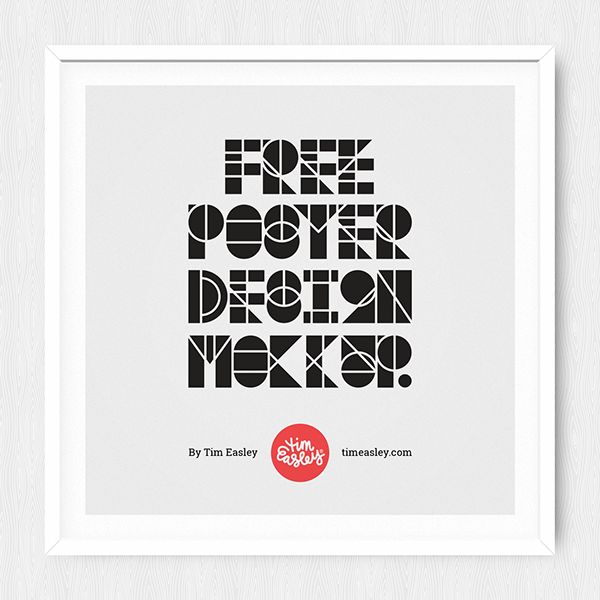 FREE
POSTER
DESIGN
MOCKUP.
By Tim Easley
Tim
Easley
timeasley.com